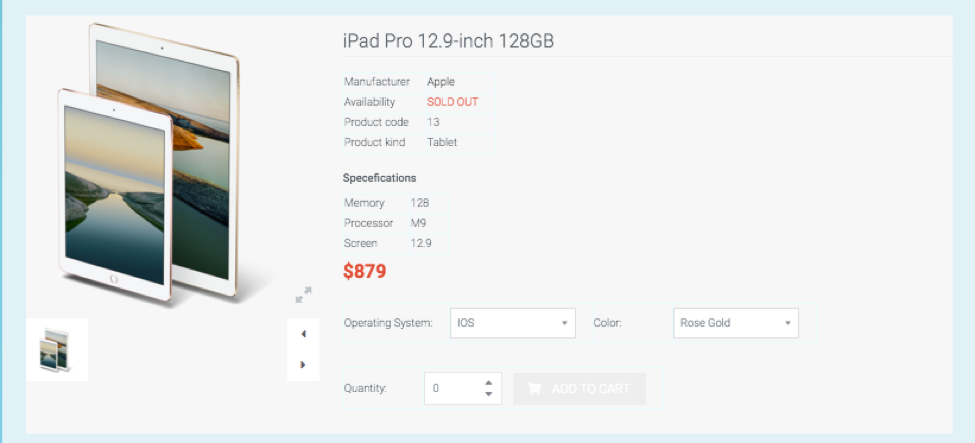 iPad Pro 12.9-inch 128GB
Manufacturer Apple
Availability SOLD OUT
Product code 13
Product kind Tablet
Specefications
Memory 128
Processor M9
Screen 12.9
$879
Operating System: IOS Color: Rose Gold
Quantity: 0 ADD TO CART